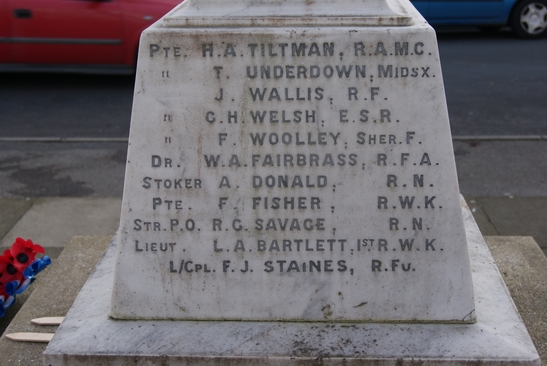 PTE. H.A. TILTMAN, R.A.M.C.
" T. UNDERDOWN, MIDSX.
J. WALLIS, R.F.
" C.H. WELSH, E.S.R.
" F. WOOLLEY, SHER.F.
DR. W.A. FAIRBRASS, R.F.A.
STOKER A. DONALD, R.N.
PTE. F. FISHER, R.W.K.
STR.P.O. R.G. SAVAGE, R.N.
LIEUT. L.A. BARTLETT, 1ST R.W.K.
L/CPL. F.J. STAINES, R.FU.